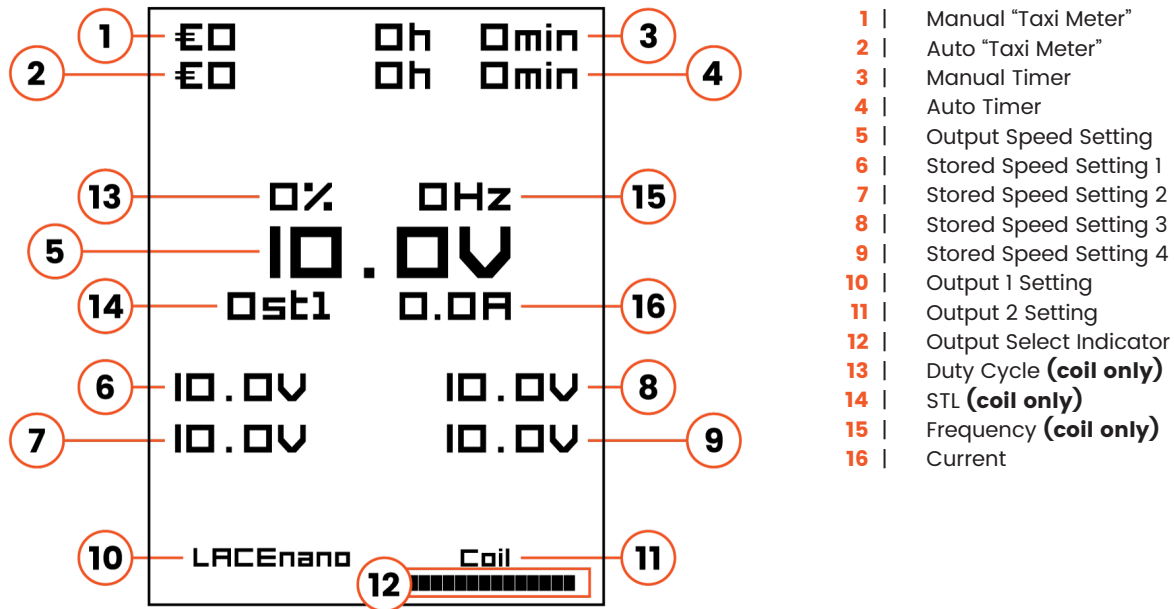 1 €0 0h 0min 3
2 €0 0h 0min 4
13 0% 0Hz 15
5 10.0V
14 0stl 0.0A 16
6 10.0V 10.0V 8
7 10.0V 10.0V 9
10 LACEnano Coil 11
12
1 | Manual “Taxi Meter”
2 | Auto “Taxi Meter”
3 | Manual Timer
4 | Auto Timer
5 | Output Speed Setting
6 | Stored Speed Setting 1
7 | Stored Speed Setting 2
8 | Stored Speed Setting 3
9 | Stored Speed Setting 4
10 | Output 1 Setting
11 | Output 2 Setting
12 | Output Select Indicator
13 | Duty Cycle (coil only)
14 | STL (coil only)
15 | Frequency (coil only)
16 | Current